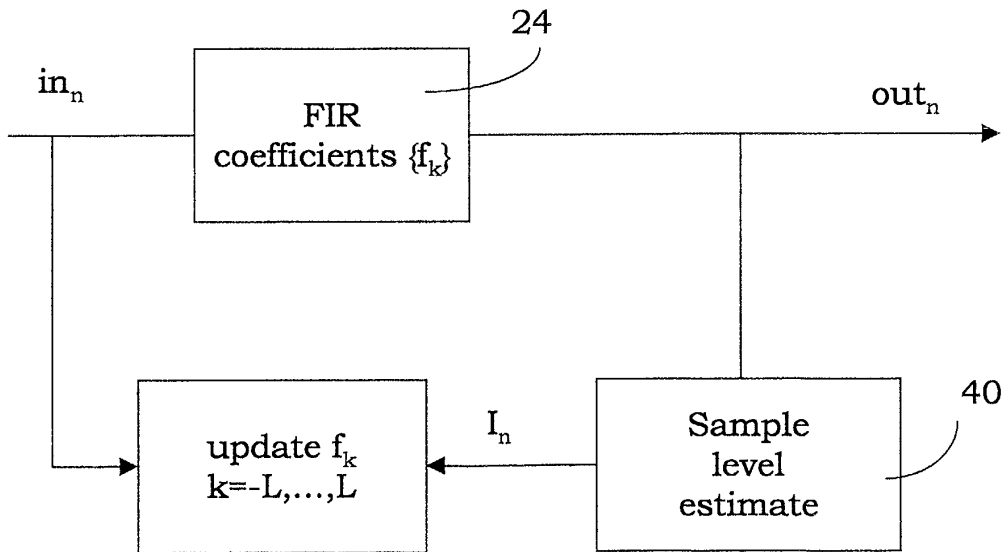 24
in_n
out_n
FIR
coefficients {f_k}
40
I_n
update f_k
k=-L,...,L
Sample
level
estimate